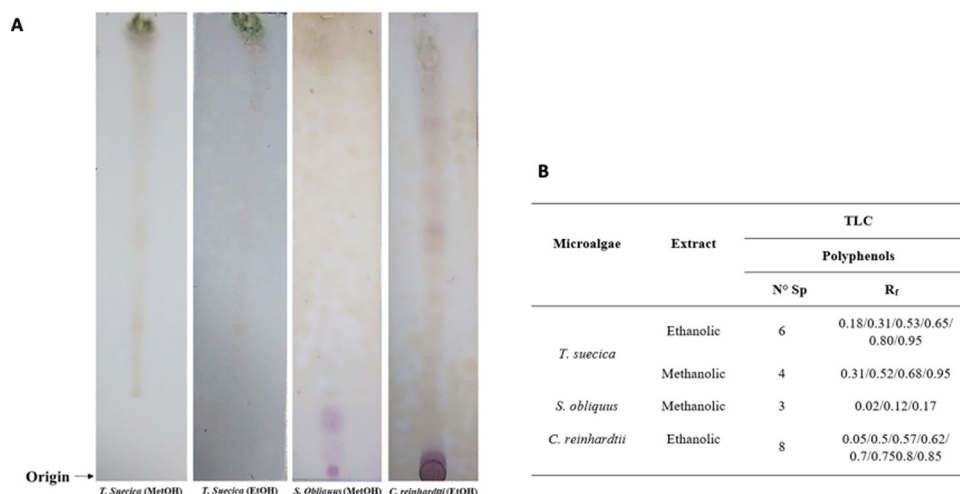 A
Origin
T. Suecica (MetOH)
T. Suecica (EtOH)
S. Obliquus (MetOH)
C. reinhardtti (EtOH)
B
Microalgae
Extract
TLC
Polyphenols
N° Sp
Rf
T. suecica
Ethanolic
6
0.18/0.31/0.53/0.65/
0.80/0.95
Methanolic
4
0.31/0.52/0.68/0.95
S. obliquus
Methanolic
3
0.02/0.12/0.17
C. reinhardtii
Ethanolic
8
0.05/0.5/0.57/0.62/
0.7/0.750.8/0.85